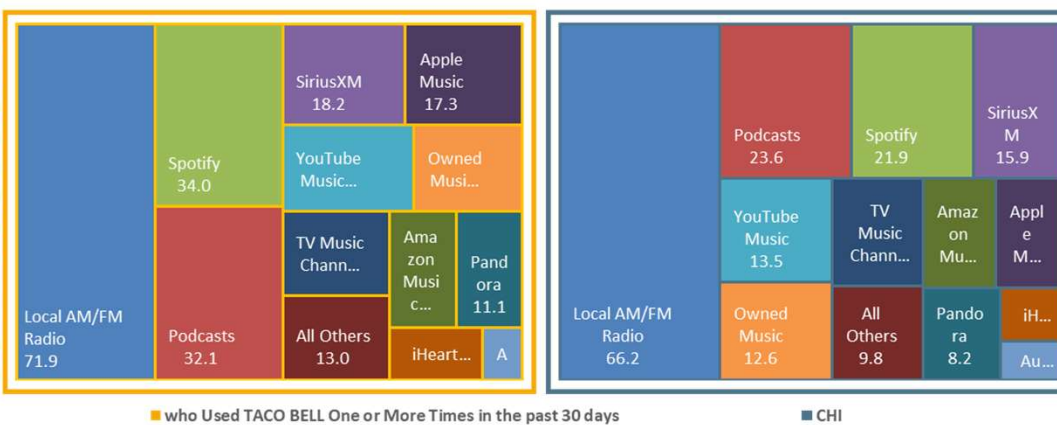 Local AM/FM
Radio
71.9
Spotify
34.0
Podcasts
32.1
SiriusXM
18.2
Apple
Music
17.3
YouTube
Music...
Owned
Musi...
TV Music
Chann...
Ama
zon
Musi
c...
Pand
ora
11.1
All Others
13.0
iHeart...
A
Local AM/FM
Radio
66.2
Podcasts
23.6
Spotify
21.9
SiriusX
M
15.9
YouTube
Music
13.5
TV
Music
Chann...
Amaz
on
Mu...
Appl
e
M...
Owned
Music
12.6
All
Others
9.8
Pando
ra
8.2
iH...
Au...
who Used TACO BELL One or More Times in the past 30 days
CHI